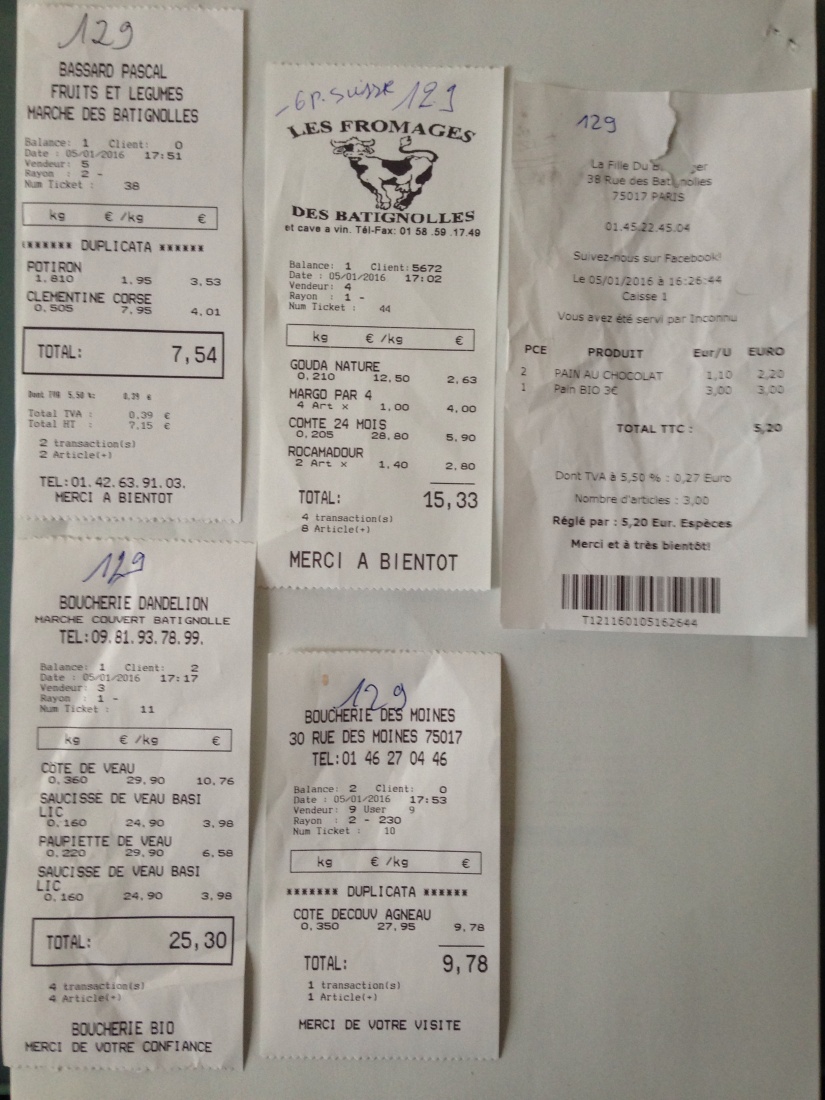 129
BASSARD PASCAL
FRUITS ET LEGUMES
MARCHE DES BATIGNOLLES
Balance: 1 Client: 0
Date : 05/01/2016 17:51
Vendeur: 5
Rayon : 2 -
Num Ticket : 38
kg € /kg €
******* DUPLICATA ******
POTIRON
1,810 1,95 3,53
CLEMENTINE CORSE
0,505 7,95 4,01
TOTAL: 7,54
Dont TVA 5,50 %: 0,39 €
Total TVA : 0,39 €
Total HT : 7,15 €
2 transaction(s)
2 Article(+)
TEL:01.42.63.91.03.
MERCI A BIENTOT
6 P. SUISSE 129
LES FROMAGES
DES BATIGNOLLES
et cave a vin. Tél-Fax: 01 58 .59 .17.49
Balance: 1 Client: 5672
Date : 05/01/2016 17:02
Vendeur: 4
Rayon : 1 -
Num Ticket : 44
kg € /kg €
GOUDA NATURE
0,210 12,50 2,63
MARGO PAR 4
4 Art x 1,00 4,00
COMTE 24 MOIS
0,205 28,80 5,90
ROCAMADOUR
2 Art x 1,40 2,80
TOTAL: 15,33
4 transaction(s)
8 Article(+)
MERCI A BIENTOT
129
La Fille Du
38 Rue des Batignolles
75017 PARIS
01.45.22.45.04
Suivez-nous sur Facebook!
Le 05/01/2016 à 16:26:44
Caisse 1
Vous avez été servi par Inconnu
PCE PRODUIT Eur/U EURO
2 PAIN AU CHOCOLAT 1,10 2,20
1 Pain BIO 3€ 3,00 3,00
TOTAL TTC : 5,20
Dont TVA à 5,50 % : 0,27 Euro
Nombre d'articles : 3,00
Réglé par : 5,20 Eur. Espèces
Merci et à très bientôt!
T121160105162644
129
BOUCHERIE DANDELION
MARCHE COUVERT BATIGNOLLE
TEL:09.81.93.78.99.
Balance: 1 Client: 2
Date : 05/01/2016 17:17
Vendeur: 3
Rayon : 1 -
Num Ticket : 11
kg € /kg €
COTE DE VEAU
0,360 29,90 10,76
SAUCISSE DE VEAU BASI
LIC
0,160 24,90 3,98
PAUPIETTE DE VEAU
0,220 29,90 6,58
SAUCISSE DE VEAU BASI
LIC
0,160 24,90 3,98
TOTAL: 25,30
4 transaction(s)
4 Article(+)
BOUCHERIE BIO
MERCI DE VOTRE CONFIANCE
129
BOUCHERIE DES MOINES
30 RUE DES MOINES 75017
TEL:01 46 27 04 46
Balance: 2 Client: 0
Date : 05/01/2016 17:53
Vendeur: 9 User 9
Rayon : 2 - 230
Num Ticket : 10
kg € /kg €
******* DUPLICATA ******
COTE DECOUV AGNEAU
0,350 27,95 9,78
TOTAL: 9,78
1 transaction(s)
1 Article(+)
MERCI DE VOTRE VISITE